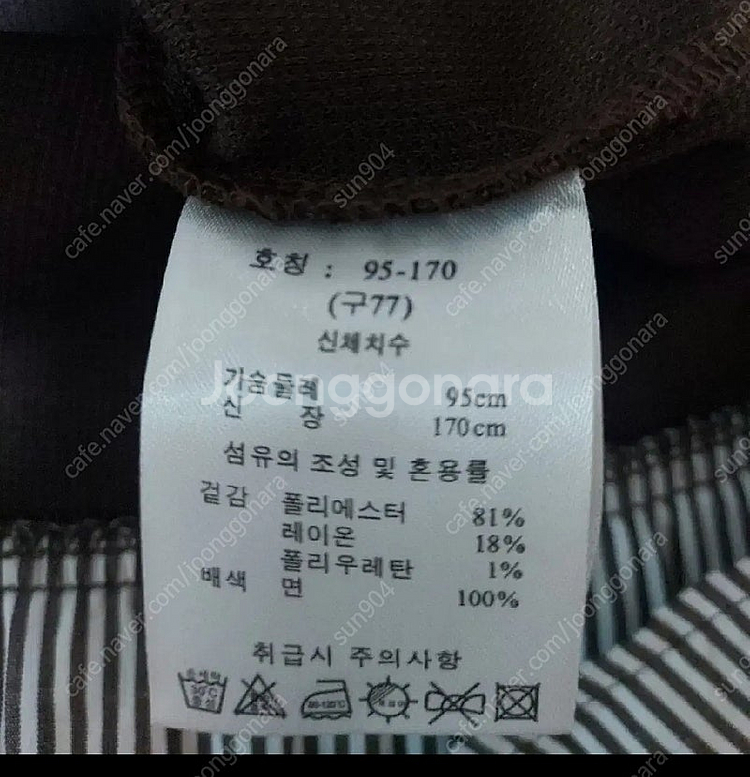 호칭 : 95-170
(구77)
신체치수
가슴둘레 95cm
신 장 170cm
섬유의 조성 및 혼용률
겉감 폴리에스터 81%
레이온 18%
폴리우레탄 1%
배색 면 100%
취급시 주의사항
30℃
80-120℃
Joonggonara
cafe.naver.com/joonggonara
sun904